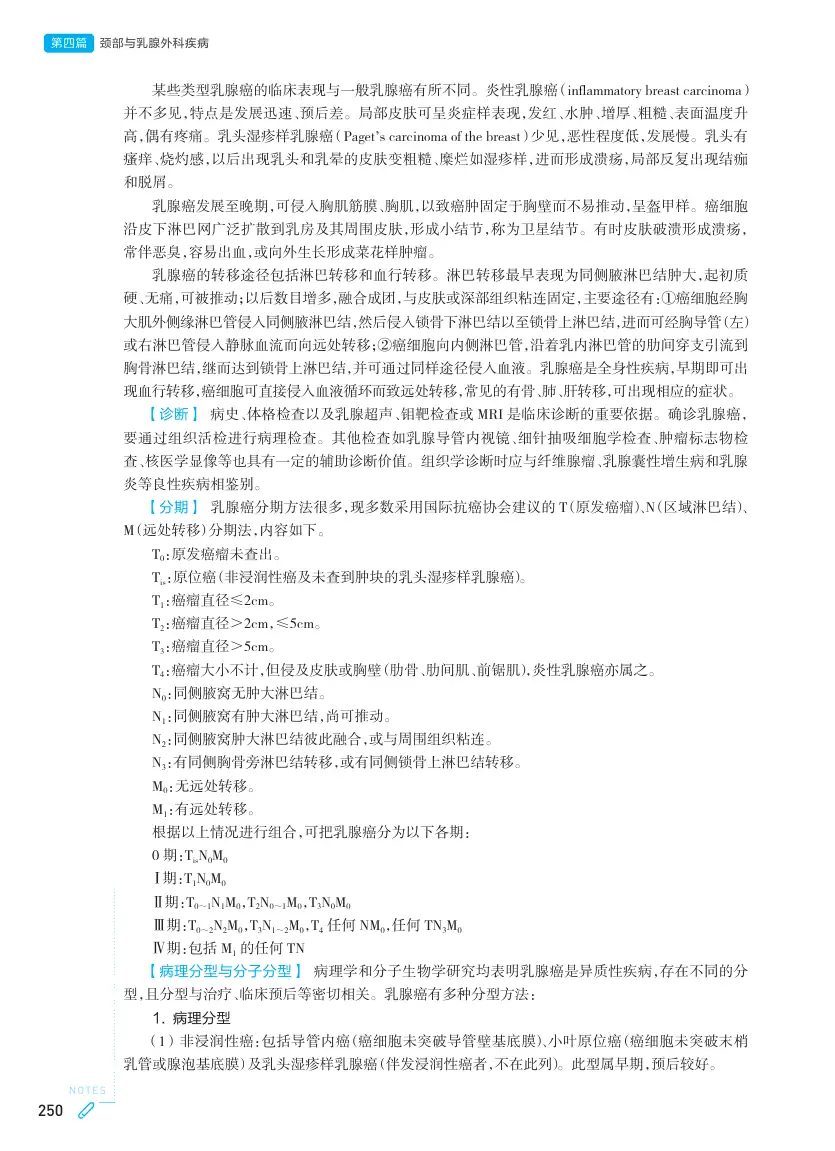 第四篇 颈部与乳腺外科疾病
某些类型乳腺癌的临床表现与一般乳腺癌有所不同。炎性乳腺癌(inflammatory breast carcinoma)
并不多见,特点是发展迅速、预后差。局部皮肤可呈炎症样表现,发红、水肿、增厚、粗糙、表面温度升
高,偶有疼痛。乳头湿疹样乳腺癌(Paget's carcinoma of the breast)少见,恶性程度低,发展慢。乳头有
瘙痒、烧灼感,以后出现乳头和乳晕的皮肤变粗糙、糜烂如湿疹样,进而形成溃疡,局部反复出现结痂
和脱屑。
乳腺癌发展至晚期,可侵入胸肌筋膜、胸肌,以致癌肿固定于胸壁而不易推动,呈盔甲样。癌细胞
沿皮下淋巴网广泛扩散到乳房及其周围皮肤,形成小结节,称为卫星结节。有时皮肤破溃形成溃疡,
常伴恶臭,容易出血,或向外生长形成菜花样肿瘤。
乳腺癌的转移途径包括淋巴转移和血行转移。淋巴转移最早表现为同侧腋淋巴结肿大,起初质
硬、无痛,可被推动;以后数目增多,融合成团,与皮肤或深部组织粘连固定,主要途径有:①癌细胞经胸
大肌外侧缘淋巴管侵入同侧腋淋巴结,然后侵入锁骨下淋巴结以至锁骨上淋巴结,进而可经胸导管(左)
或右淋巴管侵入静脉血流而向远处转移;②癌细胞向内侧淋巴管,沿着乳内淋巴管的肋间穿支引流到
胸骨淋巴结,继而达到锁骨上淋巴结,并可通过同样途径侵入血液。乳腺癌是全身性疾病,早期即可出
现血行转移,癌细胞可直接侵入血液循环而致远处转移,常见的有骨、肺、肝转移,可出现相应的症状。
【诊断】 病史、体格检查以及乳腺超声、钼靶检查或 MRI 是临床诊断的重要依据。确诊乳腺癌,
要通过组织活检进行病理检查。其他检查如乳腺导管内视镜、细针抽吸细胞学检查、肿瘤标志物检
查、核医学显像等也具有一定的辅助诊断价值。组织学诊断时应与纤维腺瘤、乳腺囊性增生病和乳腺
炎等良性疾病相鉴别。
【分期】 乳腺癌分期方法很多,现多数采用国际抗癌协会建议的 T(原发癌瘤)、N(区域淋巴结)、
M(远处转移)分期法,内容如下。
T₀:原发癌瘤未查出。
Tis:原位癌(非浸润性癌及未查到肿块的乳头湿疹样乳腺癌)。
T₁:癌瘤直径≤2cm。
T₂:癌瘤直径>2cm,≤5cm。
T₃:癌瘤直径>5cm。
T₄:癌瘤大小不计,但侵及皮肤或胸壁(肋骨、肋间肌、前锯肌),炎性乳腺癌亦属之。
N₀:同侧腋窝无肿大淋巴结。
N₁:同侧腋窝有肿大淋巴结,尚可推动。
N₂:同侧腋窝肿大淋巴结彼此融合,或与周围组织粘连。
N₃:有同侧胸骨旁淋巴结转移,或有同侧锁骨上淋巴结转移。
M₀:无远处转移。
M₁:有远处转移。
根据以上情况进行组合,可把乳腺癌分为以下各期:
0 期:TisN₀M₀
Ⅰ期:T₁N₀M₀
Ⅱ期:T₀~₁N₁M₀,T₂N₀~₁M₀,T₃N₀M₀
Ⅲ期:T₀~₂N₂M₀,T₃N₁~₂M₀,T₄ 任何 NM₀,任何 TN₃M₀
Ⅳ期:包括 M₁ 的任何 TN
【病理分型与分子分型】 病理学和分子生物学研究均表明乳腺癌是异质性疾病,存在不同的分
型,且分型与治疗、临床预后等密切相关。乳腺癌有多种分型方法:
1. 病理分型
(1)非浸润性癌:包括导管内癌(癌细胞未突破导管壁基底膜)、小叶原位癌(癌细胞未突破末梢
乳管或腺泡基底膜)及乳头湿疹样乳腺癌(伴发浸润性癌者,不在此列)。此型属早期,预后较好。
NOTES
250